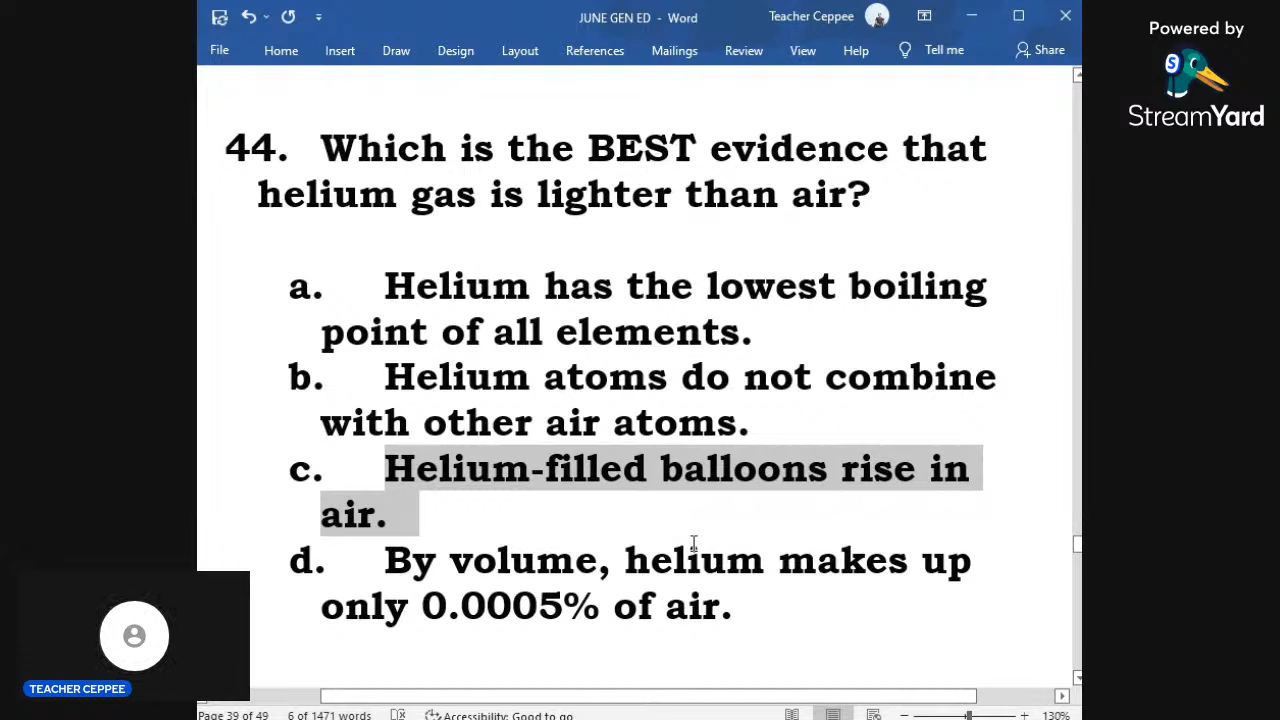 JUNE GEN ED - Word
Teacher Ceppee
Powered by
StreamYard
File Home Insert Draw Design Layout References Mailings Review View Help Tell me Share
44. Which is the BEST evidence that
helium gas is lighter than air?
a. Helium has the lowest boiling
point of all elements.
b. Helium atoms do not combine
with other air atoms.
c. Helium-filled balloons rise in
air.
d. By volume, helium makes up
only 0.0005% of air.
TEACHER CEPPEE
Page 39 of 49 6 of 1471 words Accessibility: Good to go 130%